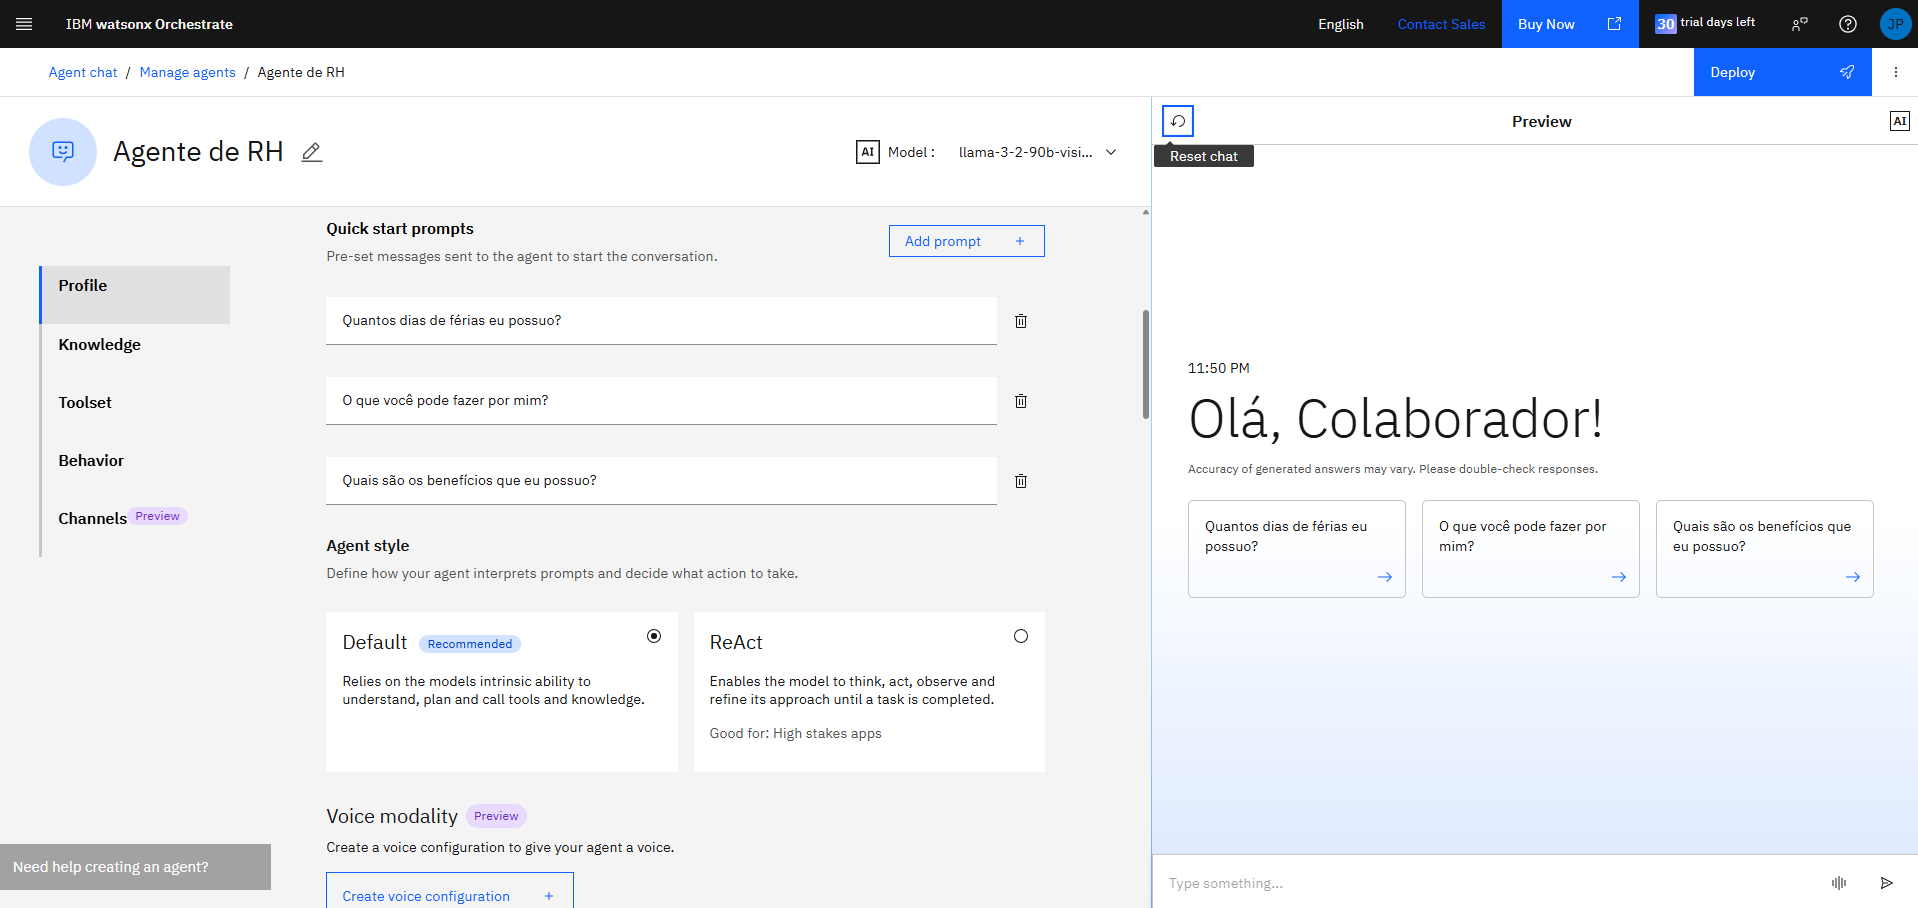 IBM watsonx Orchestrate
English
Contact Sales
Buy Now
30 trial days left
JP
Agent chat / Manage agents / Agente de RH
Deploy
Agente de RH
AI Model : llama-3-2-90b-visi...
Preview
AI
Reset chat
Profile
Knowledge
Toolset
Behavior
Channels Preview
Quick start prompts
Pre-set messages sent to the agent to start the conversation.
Add prompt +
Quantos dias de férias eu possuo?
O que você pode fazer por mim?
Quais são os benefícios que eu possuo?
Agent style
Define how your agent interprets prompts and decide what action to take.
Default Recommended
Relies on the models intrinsic ability to
understand, plan and call tools and knowledge.
ReAct
Enables the model to think, act, observe and
refine its approach until a task is completed.
Good for: High stakes apps
Voice modality Preview
Create a voice configuration to give your agent a voice.
Create voice configuration +
Need help creating an agent?
11:50 PM
Olá, Colaborador!
Accuracy of generated answers may vary. Please double-check responses.
Quantos dias de férias eu
possuo?
O que você pode fazer por
mim?
Quais são os benefícios que
eu possuo?
Type something...